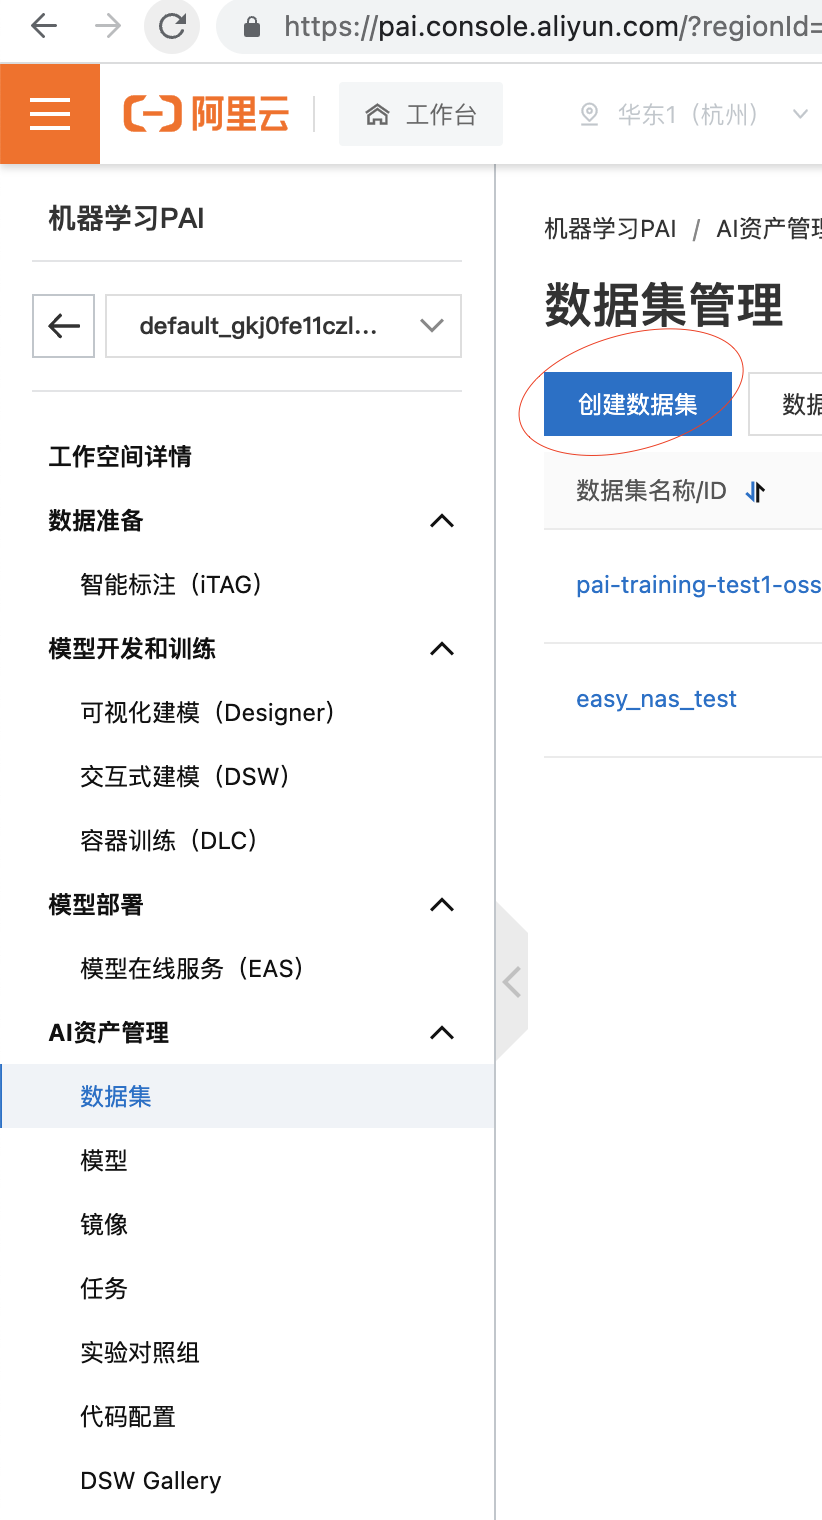 https://pai.console.aliyun.com/?regionId=
阿里云
工作台
华东1（杭州）
机器学习PAI
default_gkj0fe11czl...
工作空间详情
数据准备
智能标注（iTAG）
模型开发和训练
可视化建模（Designer）
交互式建模（DSW）
容器训练（DLC）
模型部署
模型在线服务（EAS）
AI资产管理
数据集
模型
镜像
任务
实验对照组
代码配置
DSW Gallery
机器学习PAI / AI资产管理
数据集管理
创建数据集
数据
数据集名称/ID
pai-training-test1-oss
easy_nas_test